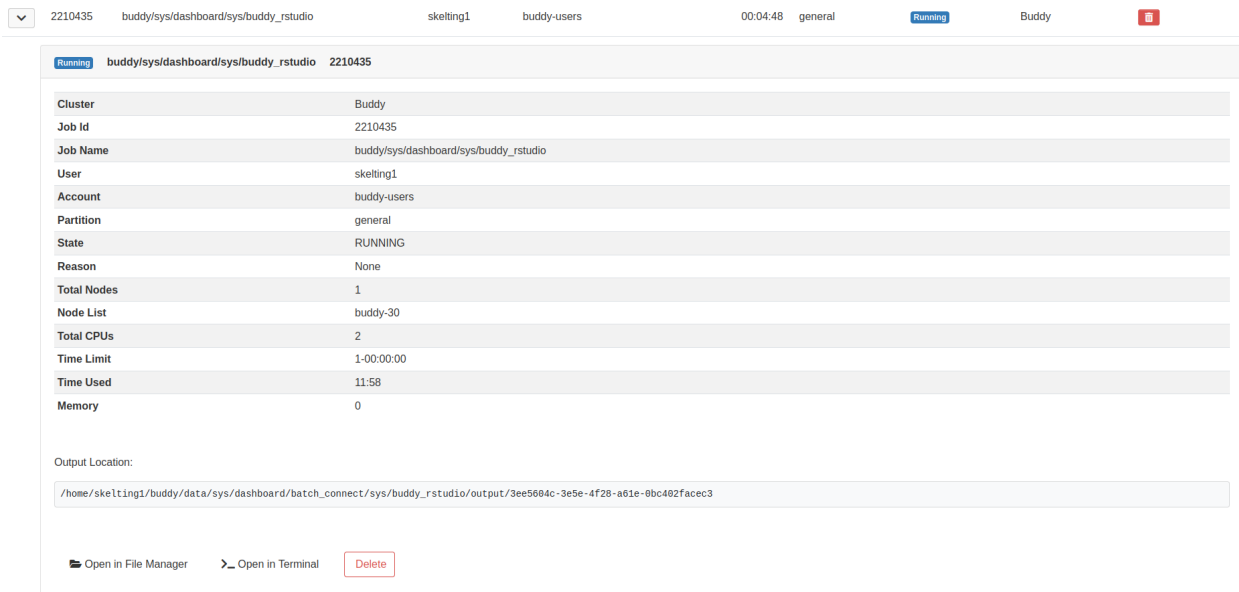 2210435 buddy/sys/dashboard/sys/buddy_rstudio skelting1 buddy-users 00:04:48 general Running Buddy
Running buddy/sys/dashboard/sys/buddy_rstudio 2210435
Cluster Buddy
Job Id 2210435
Job Name buddy/sys/dashboard/sys/buddy_rstudio
User skelting1
Account buddy-users
Partition general
State RUNNING
Reason None
Total Nodes 1
Node List buddy-30
Total CPUs 2
Time Limit 1-00:00:00
Time Used 11:58
Memory 0
Output Location:
/home/skelting1/buddy/data/sys/dashboard/batch_connect/sys/buddy_rstudio/output/3ee5604c-3e5e-4f28-a61e-0bc402facec3
Open in File Manager >_ Open in Terminal Delete